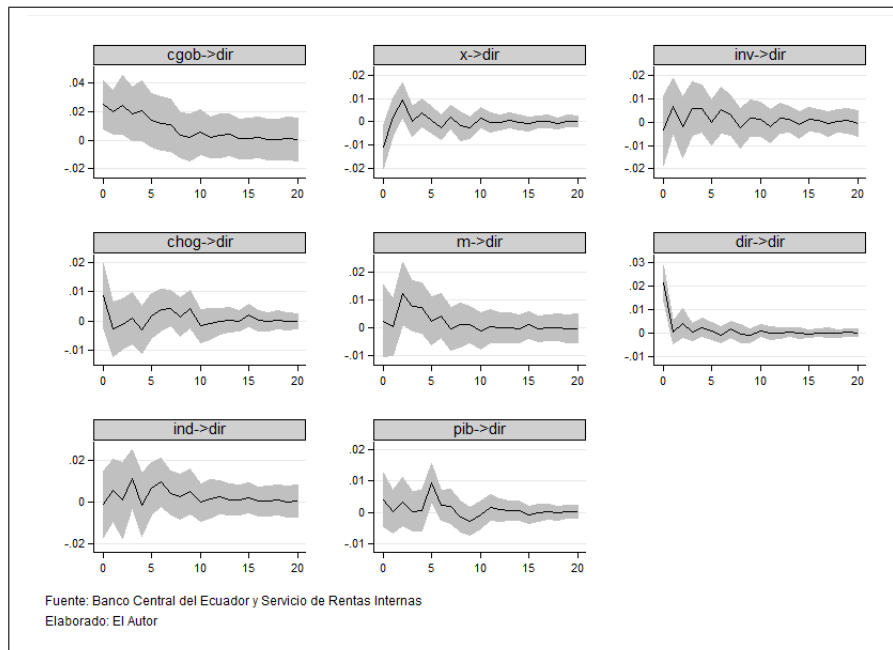 cgob->dir
x->dir
inv->dir
.04
.02
0
-.02
0 5 10 15 20
.02
.01
0
-.01
-.02
0 5 10 15 20
.02
.01
0
-.01
-.02
0 5 10 15 20
chog->dir
m->dir
dir->dir
.02
.01
0
-.01
0 5 10 15 20
.02
.01
0
-.01
0 5 10 15 20
.03
.02
.01
0
-.01
0 5 10 15 20
ind->dir
pib->dir
.02
0
-.02
0 5 10 15 20
.02
.01
0
-.01
0 5 10 15 20
Fuente: Banco Central del Ecuador y Servicio de Rentas Internas
Elaborado: El Autor